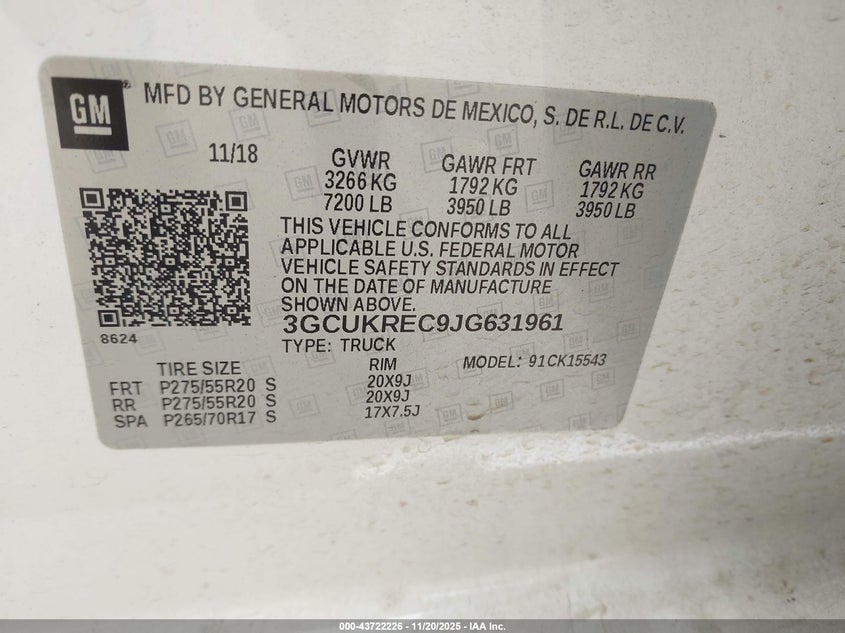 GM
MFD BY GENERAL MOTORS DE MEXICO, S. DE R.L. DE C.V.
11/18 GVWR GAWR FRT GAWR RR
3266 KG 1792 KG 1792 KG
7200 LB 3950 LB 3950 LB
THIS VEHICLE CONFORMS TO ALL
APPLICABLE U.S. FEDERAL MOTOR
VEHICLE SAFETY STANDARDS IN EFFECT
ON THE DATE OF MANUFACTURE
SHOWN ABOVE.
3GCUKREC9JG631961
8624
TYPE: TRUCK
TIRE SIZE RIM MODEL: 91CK15543
FRT P275/55R20 S 20X9J
RR P275/55R20 S 20X9J
SPA P265/70R17 S 17X7.5J
000-43722226 - 11/20/2025 - IAA Inc.